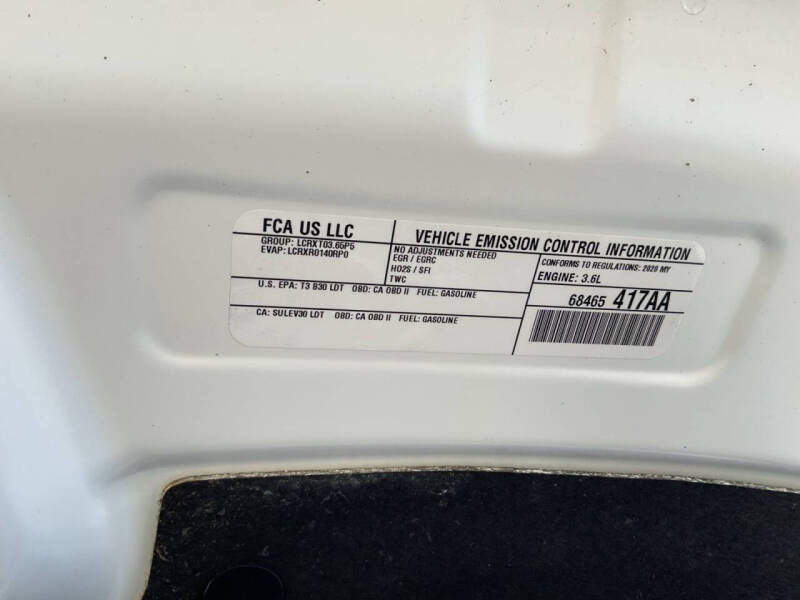 FCA US LLC
GROUP: LCRXT03.65P5
EVAP: LCRXR0140RP0
VEHICLE EMISSION CONTROL INFORMATION
NO ADJUSTMENTS NEEDED
EGR / EGRC
HO2S / SFI
TWC
CONFORMS TO REGULATIONS: 2020 MY
ENGINE: 3.6L
U.S. EPA: T3 B30 LDT OBD: CA OBD II FUEL: GASOLINE
68465 417AA
CA: SULEV30 LDT OBD: CA OBD II FUEL: GASOLINE